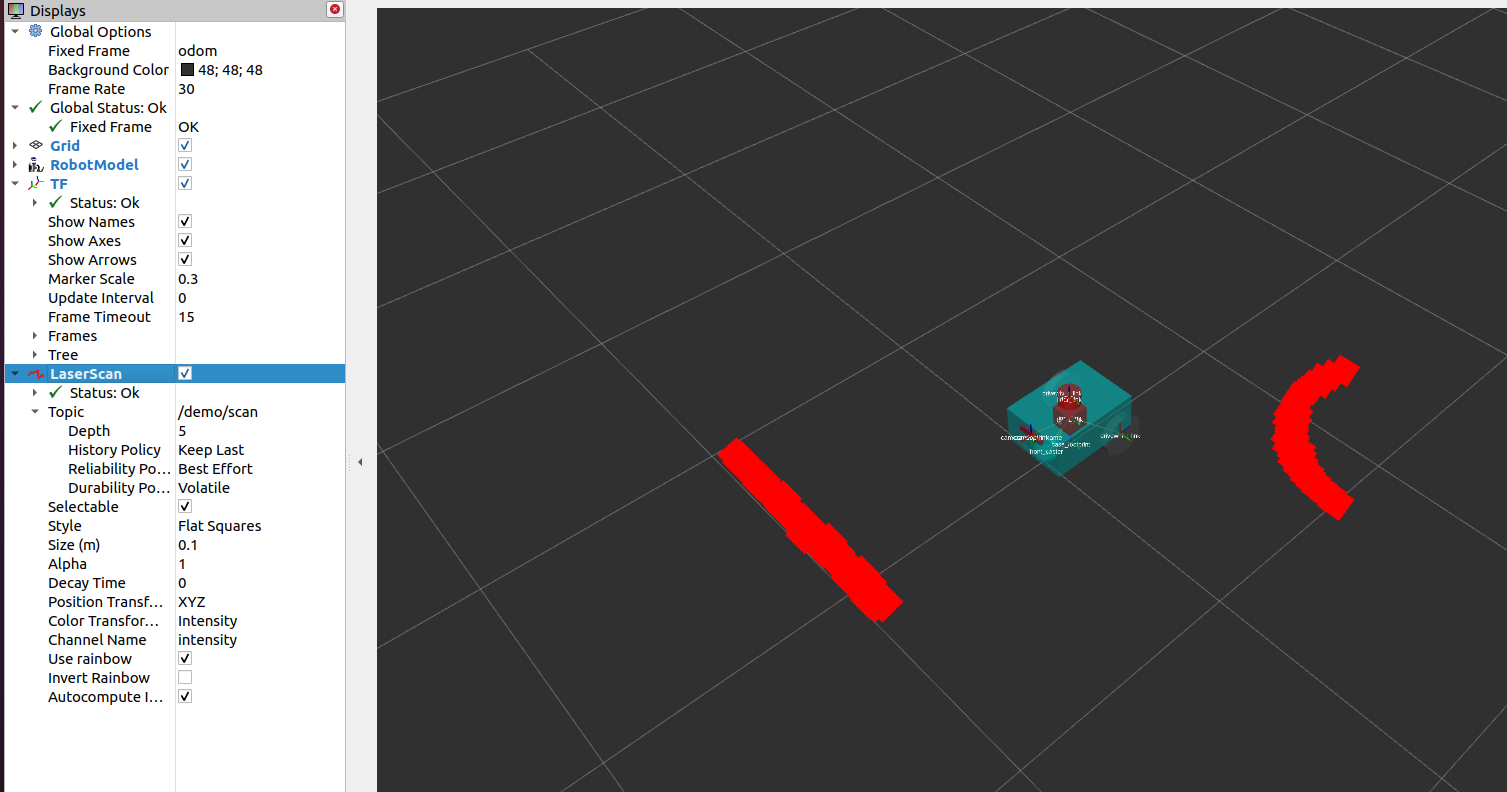 Displays
Global Options
Fixed Frame odom
Background Color 48; 48; 48
Frame Rate 30
Global Status: Ok
Fixed Frame OK
Grid
RobotModel
TF
Status: Ok
Show Names
Show Axes
Show Arrows
Marker Scale 0.3
Update Interval 0
Frame Timeout 15
Frames
Tree
LaserScan
Status: Ok
Topic /demo/scan
Depth 5
History Policy Keep Last
Reliability Po... Best Effort
Durability Po... Volatile
Selectable
Style Flat Squares
Size (m) 0.1
Alpha 1
Decay Time 0
Position Transf... XYZ
Color Transfor... Intensity
Channel Name intensity
Use rainbow
Invert Rainbow
Autocompute I...
base_footprint
front_caster